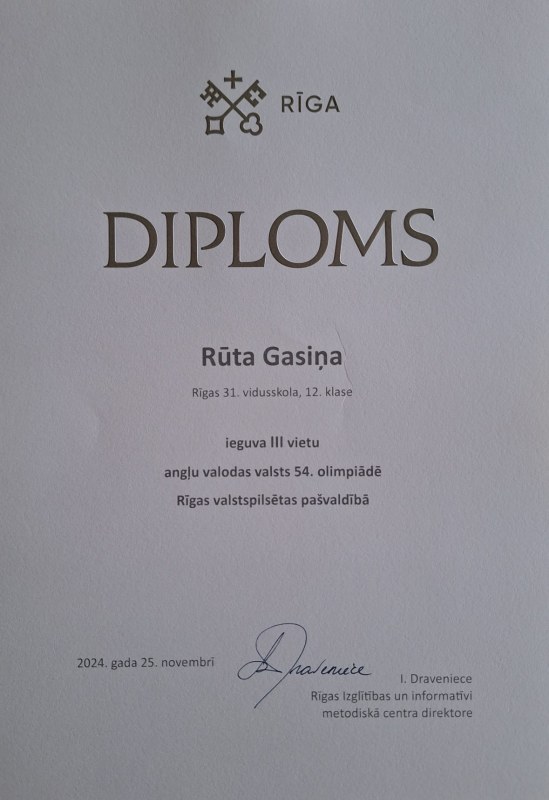 RĪGA
DIPLOMS
Rūta Gasiņa
Rīgas 31. vidusskola, 12. klase
ieguva III vietu
angļu valodas valsts 54. olimpiādē
Rīgas valstspilsētas pašvaldībā
2024. gada 25. novembrī
Draveniece
I. Draveniece
Rīgas Izglītības un informatīvi
metodiskā centra direktore